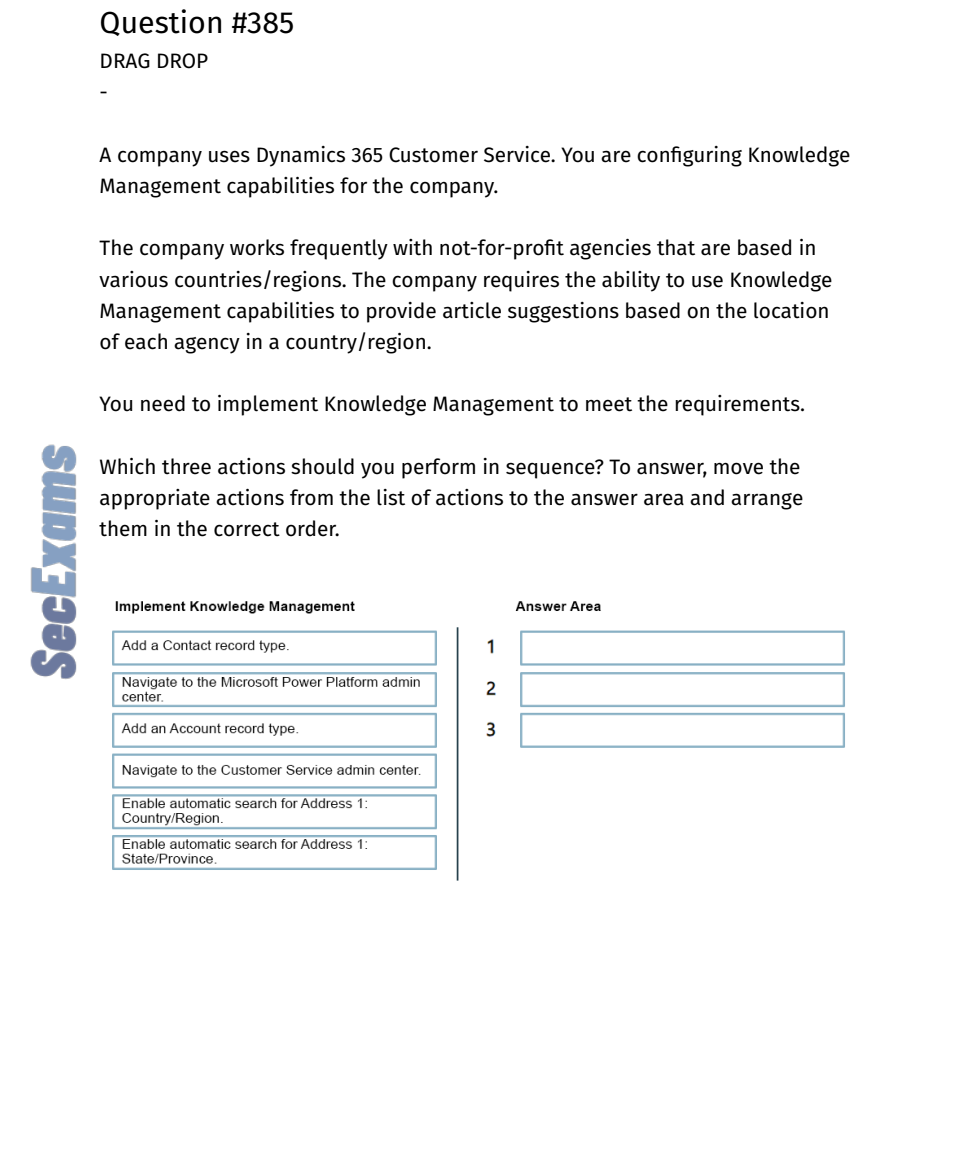 Question #385
DRAG DROP
-
A company uses Dynamics 365 Customer Service. You are configuring Knowledge
Management capabilities for the company.
The company works frequently with not-for-profit agencies that are based in
various countries/regions. The company requires the ability to use Knowledge
Management capabilities to provide article suggestions based on the location
of each agency in a country/region.
You need to implement Knowledge Management to meet the requirements.
Which three actions should you perform in sequence? To answer, move the
appropriate actions from the list of actions to the answer area and arrange
them in the correct order.
SecExams
Implement Knowledge Management
Add a Contact record type.
Navigate to the Microsoft Power Platform admin
center.
Add an Account record type.
Navigate to the Customer Service admin center.
Enable automatic search for Address 1:
Country/Region.
Enable automatic search for Address 1:
State/Province.
Answer Area
1
2
3